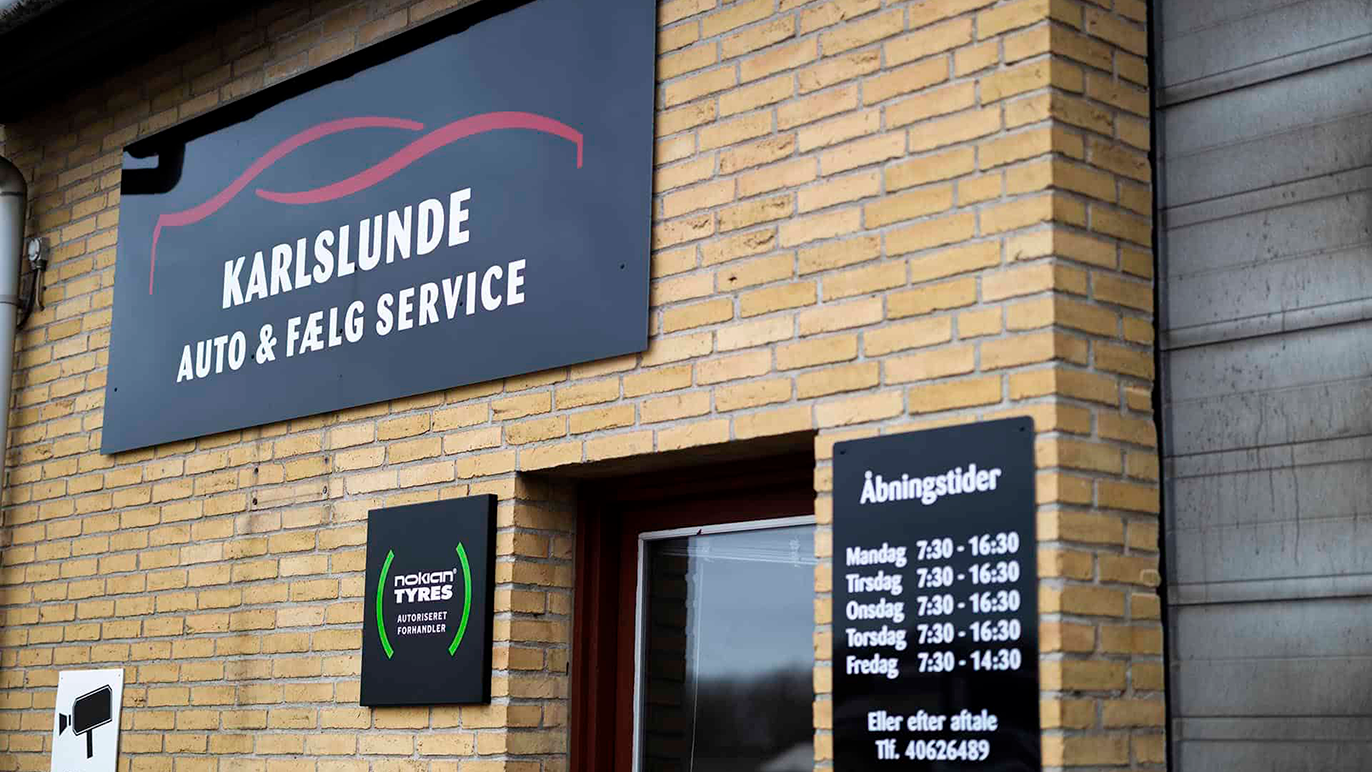 KARLSLUNDE
AUTO & FÆLG SERVICE
nokian®
TYRES
AUTORISERET
FORHANDLER
Åbningstider
Mandag 7:30 - 16:30
Tirsdag 7:30 - 16:30
Onsdag 7:30 - 16:30
Torsdag 7:30 - 16:30
Fredag 7:30 - 14:30
Eller efter aftale
Tlf. 40626489